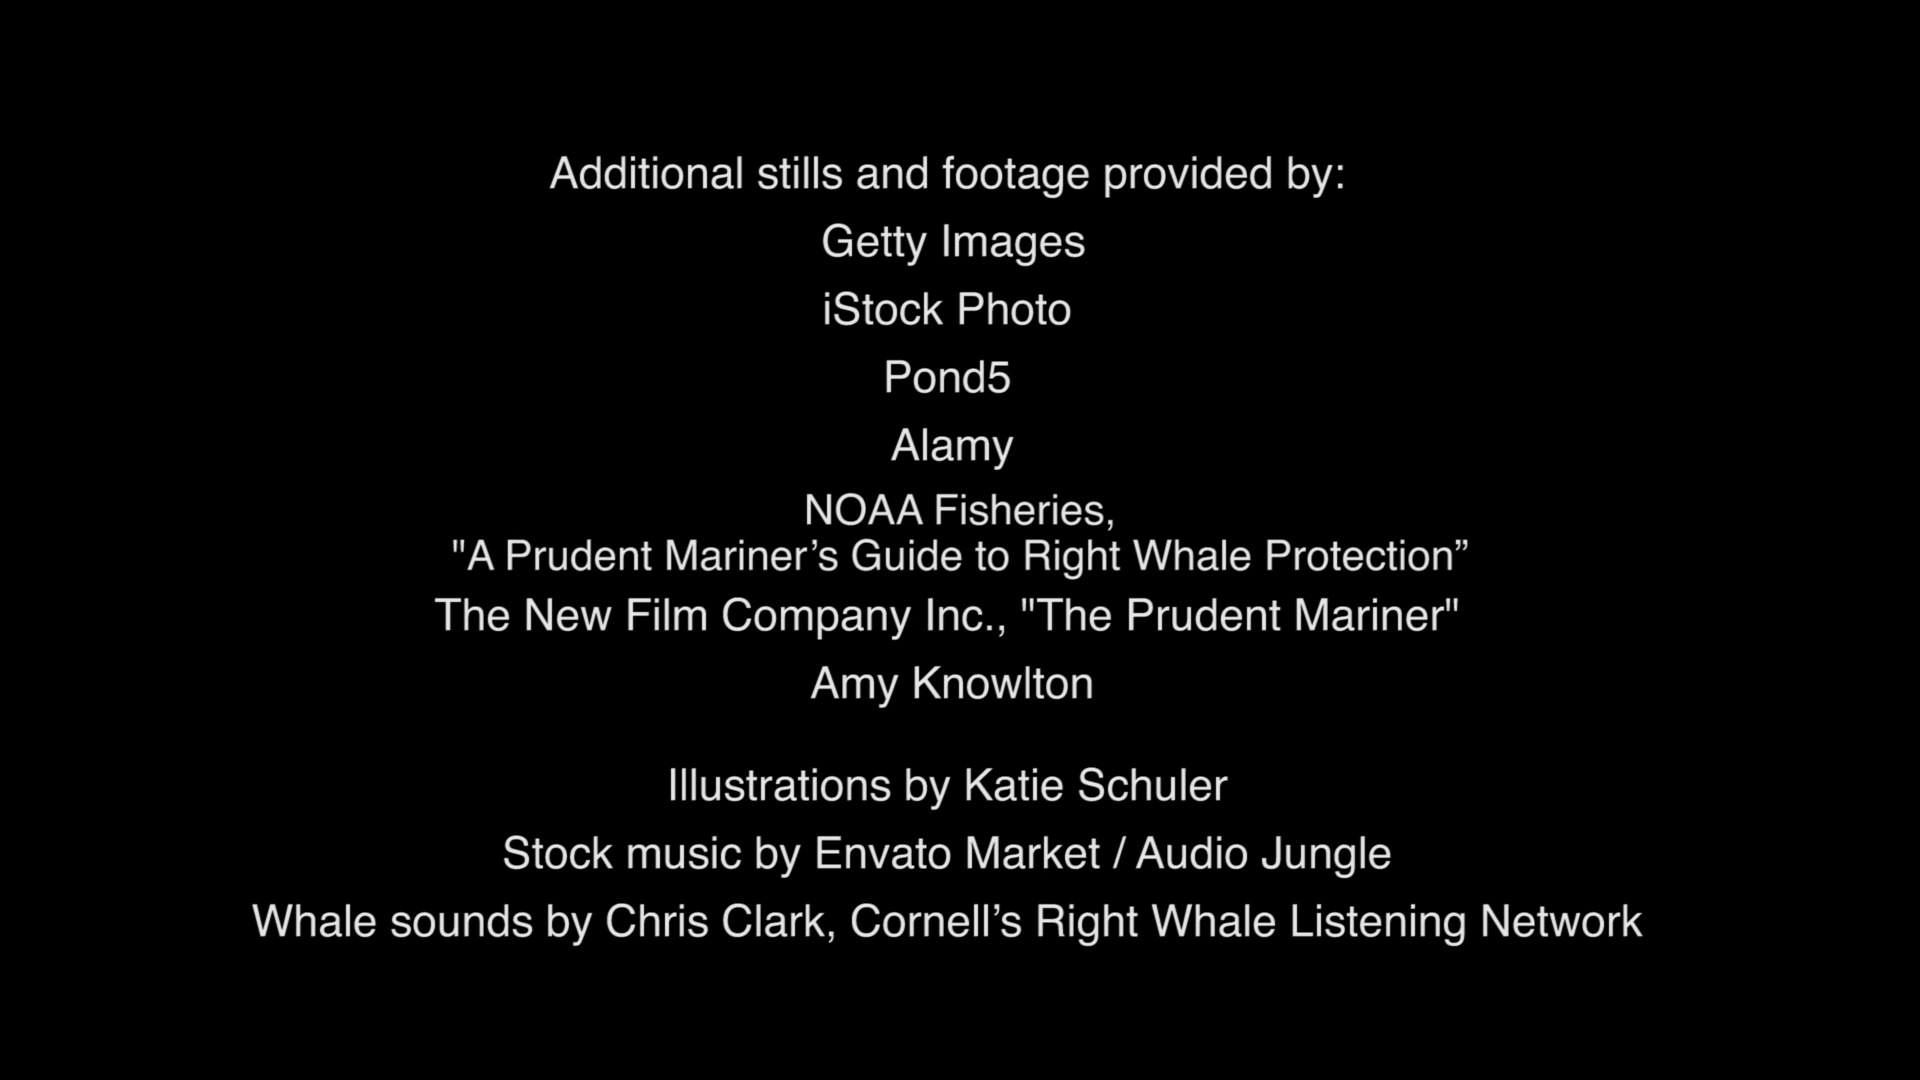 Additional stills and footage provided by:
Getty Images
iStock Photo
Pond5
Alamy
NOAA Fisheries,
"A Prudent Mariner’s Guide to Right Whale Protection”
The New Film Company Inc., "The Prudent Mariner"
Amy Knowlton
Illustrations by Katie Schuler
Stock music by Envato Market / Audio Jungle
Whale sounds by Chris Clark, Cornell’s Right Whale Listening Network